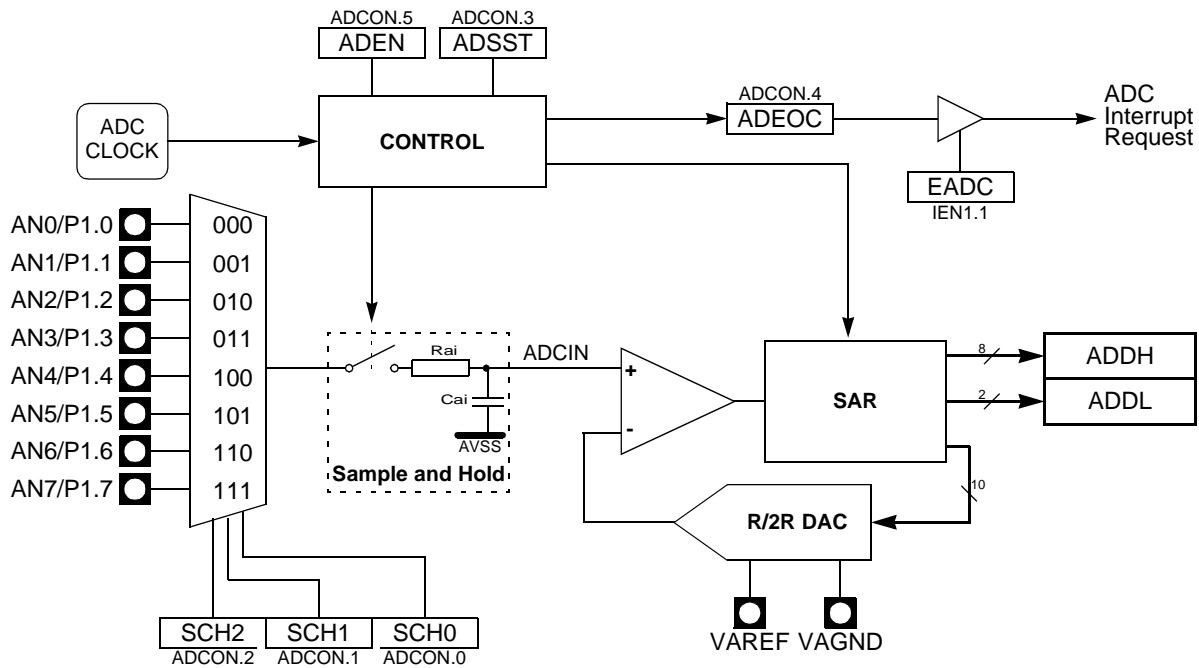 ADCON.5
ADEN
ADCON.3
ADSST
ADC
CLOCK
CONTROL
ADCON.4
ADEOC
ADC
Interrupt
Request
EADC
IEN1.1
AN0/P1.0
000
AN1/P1.1
001
AN2/P1.2
010
AN3/P1.3
011
AN4/P1.4
100
AN5/P1.5
101
AN6/P1.6
110
AN7/P1.7
111
Rai
Cai
AVSS
Sample and Hold
ADCIN
+
-
SAR
8
ADDH
2
ADDL
10
R/2R DAC
VAREF
VAGND
SCH2
SCH1
SCH0
ADCON.2
ADCON.1
ADCON.0